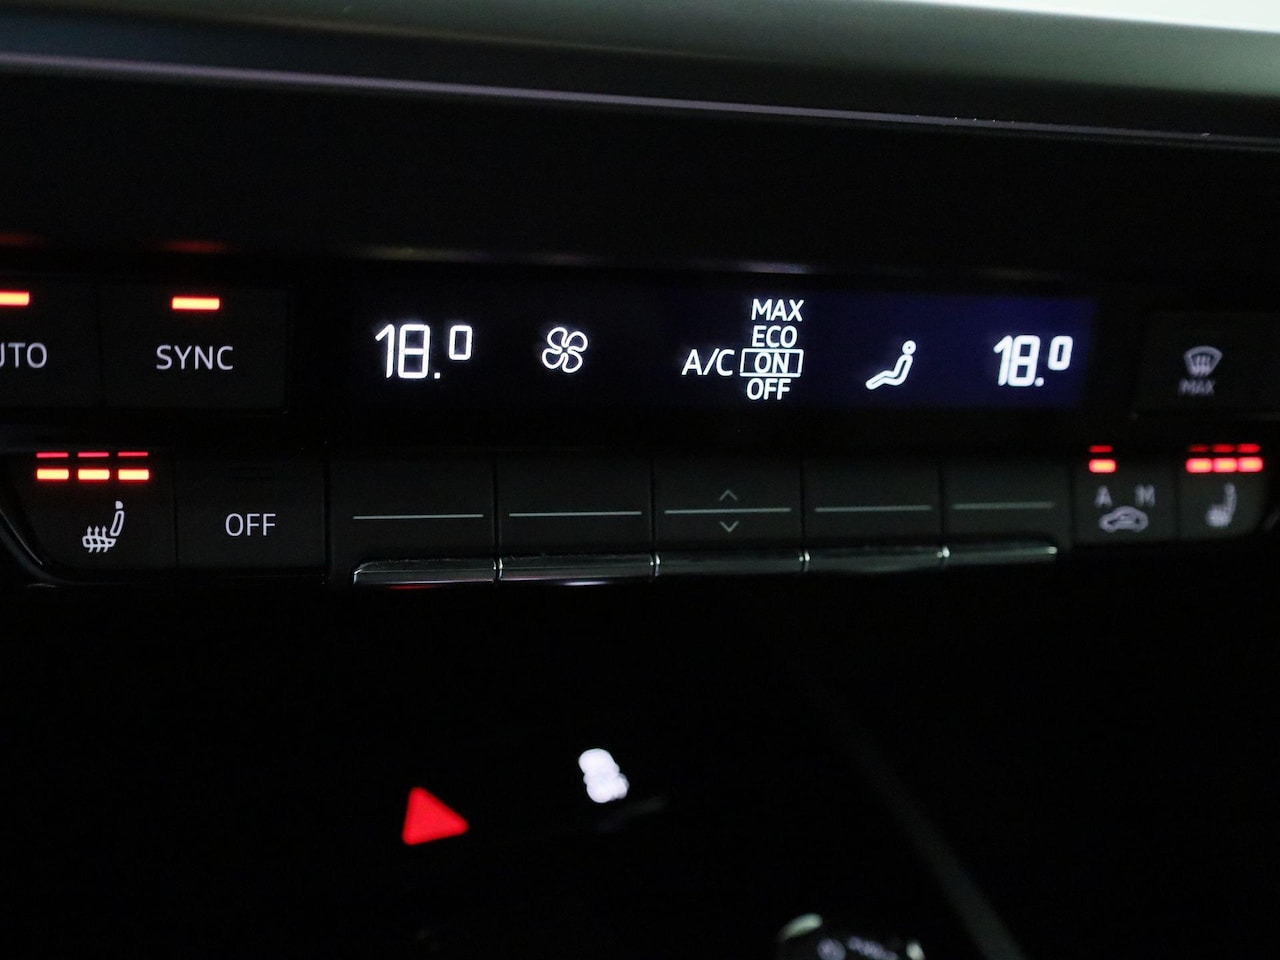 UTO
SYNC
18.0
A/C
MAX
ECO
ON
OFF
18.0
MAX
OFF
A M